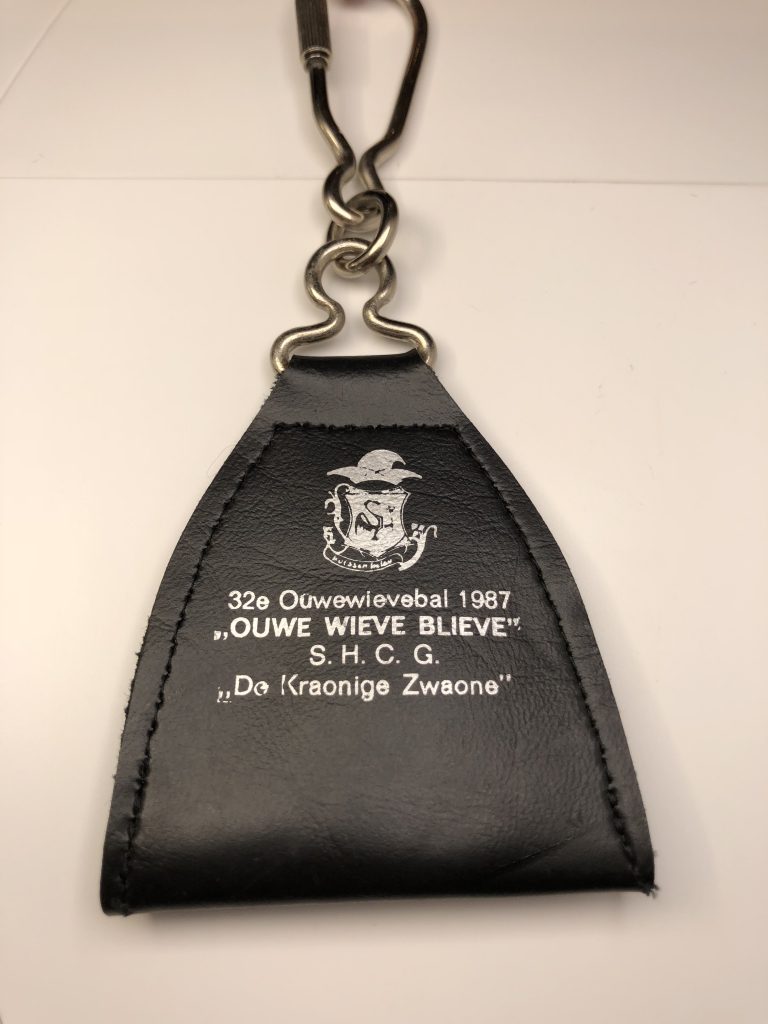 32e Ouwewievebal 1987
„OUWE WIEVE BLIEVE”
S. H. C. G.
„De Kraonige Zwaone”